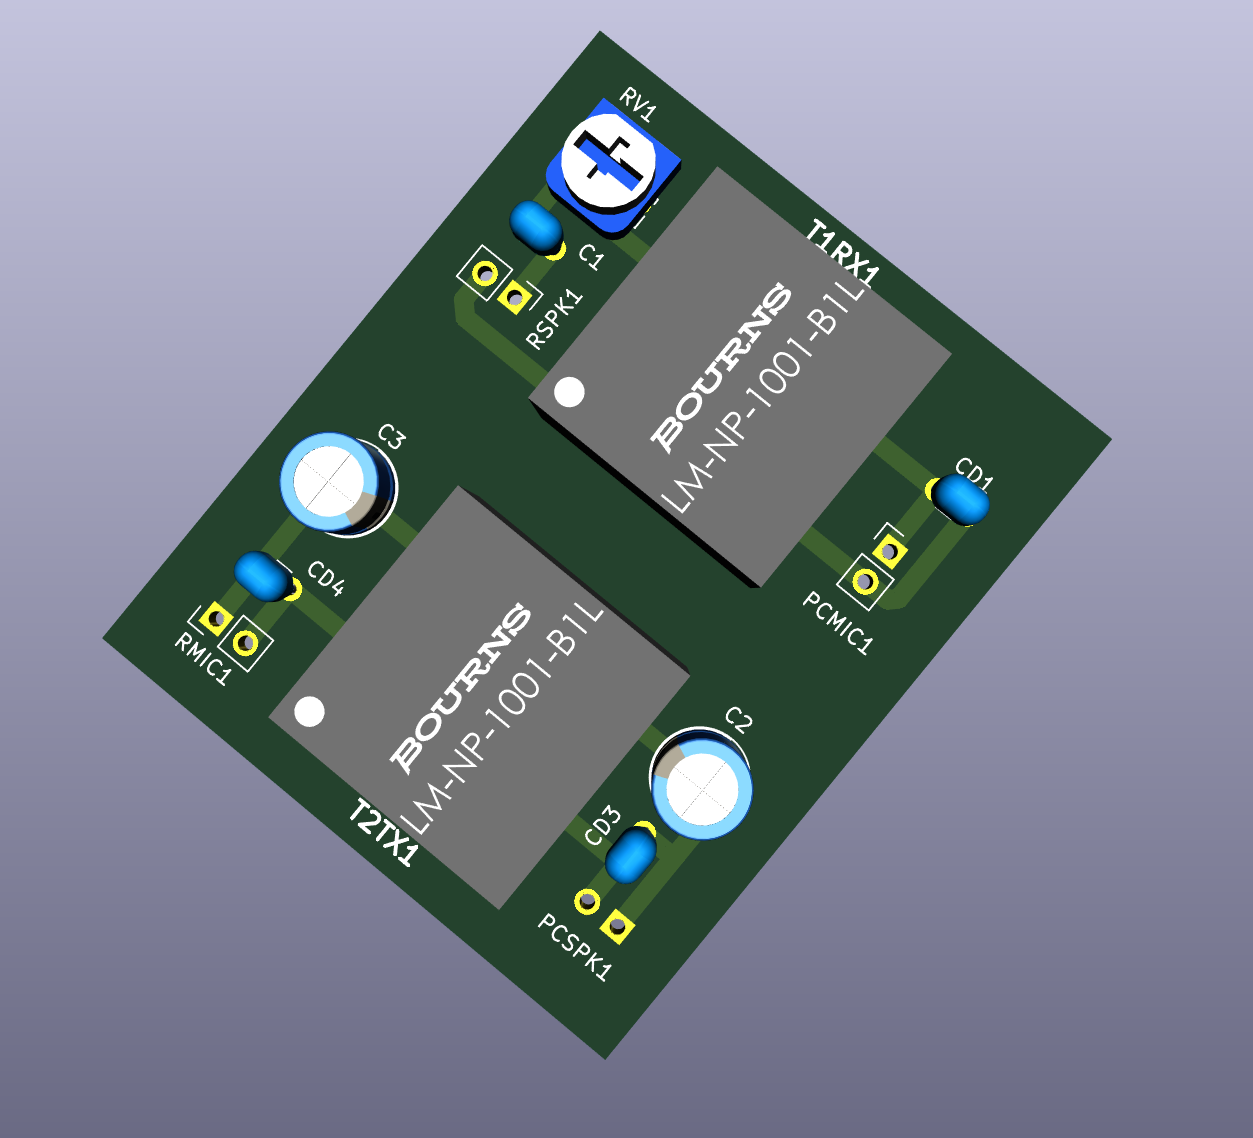 RV1
C1
RSPK1
T1RX1
BOURNS
LM-NP-1001-B1L
CD1
PCMIC1
C3
CD4
RMIC1
BOURNS
LM-NP-1001-B1L
T2TX1
C2
CD3
PCSPK1